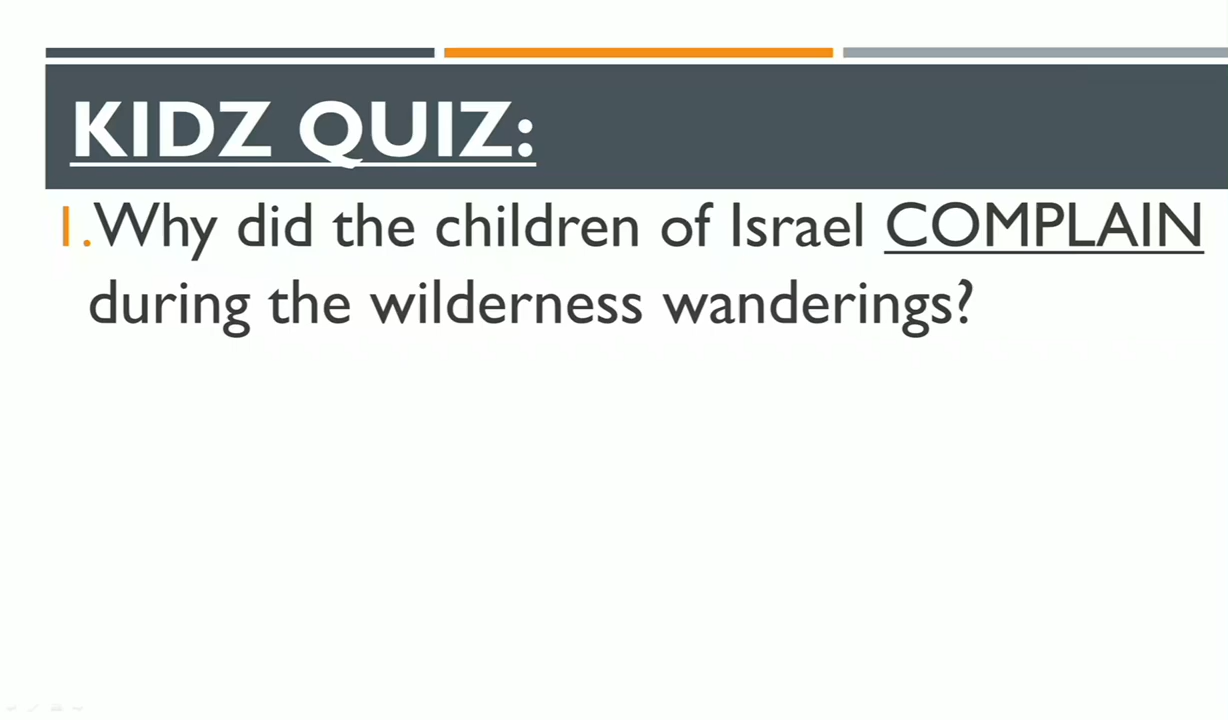 KIDZ QUIZ:
1.Why did the children of Israel COMPLAIN
during the wilderness wanderings?